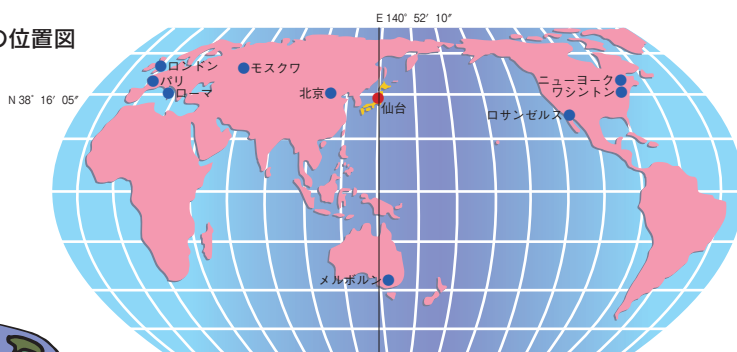 E 140° 52′ 10″
の位置図
ロンドン
モスクワ
パリ
ニューヨーク
ローマ
北京
ワシントン
N 38° 16′ 05″
仙台
ロサンゼルス
メルボルン